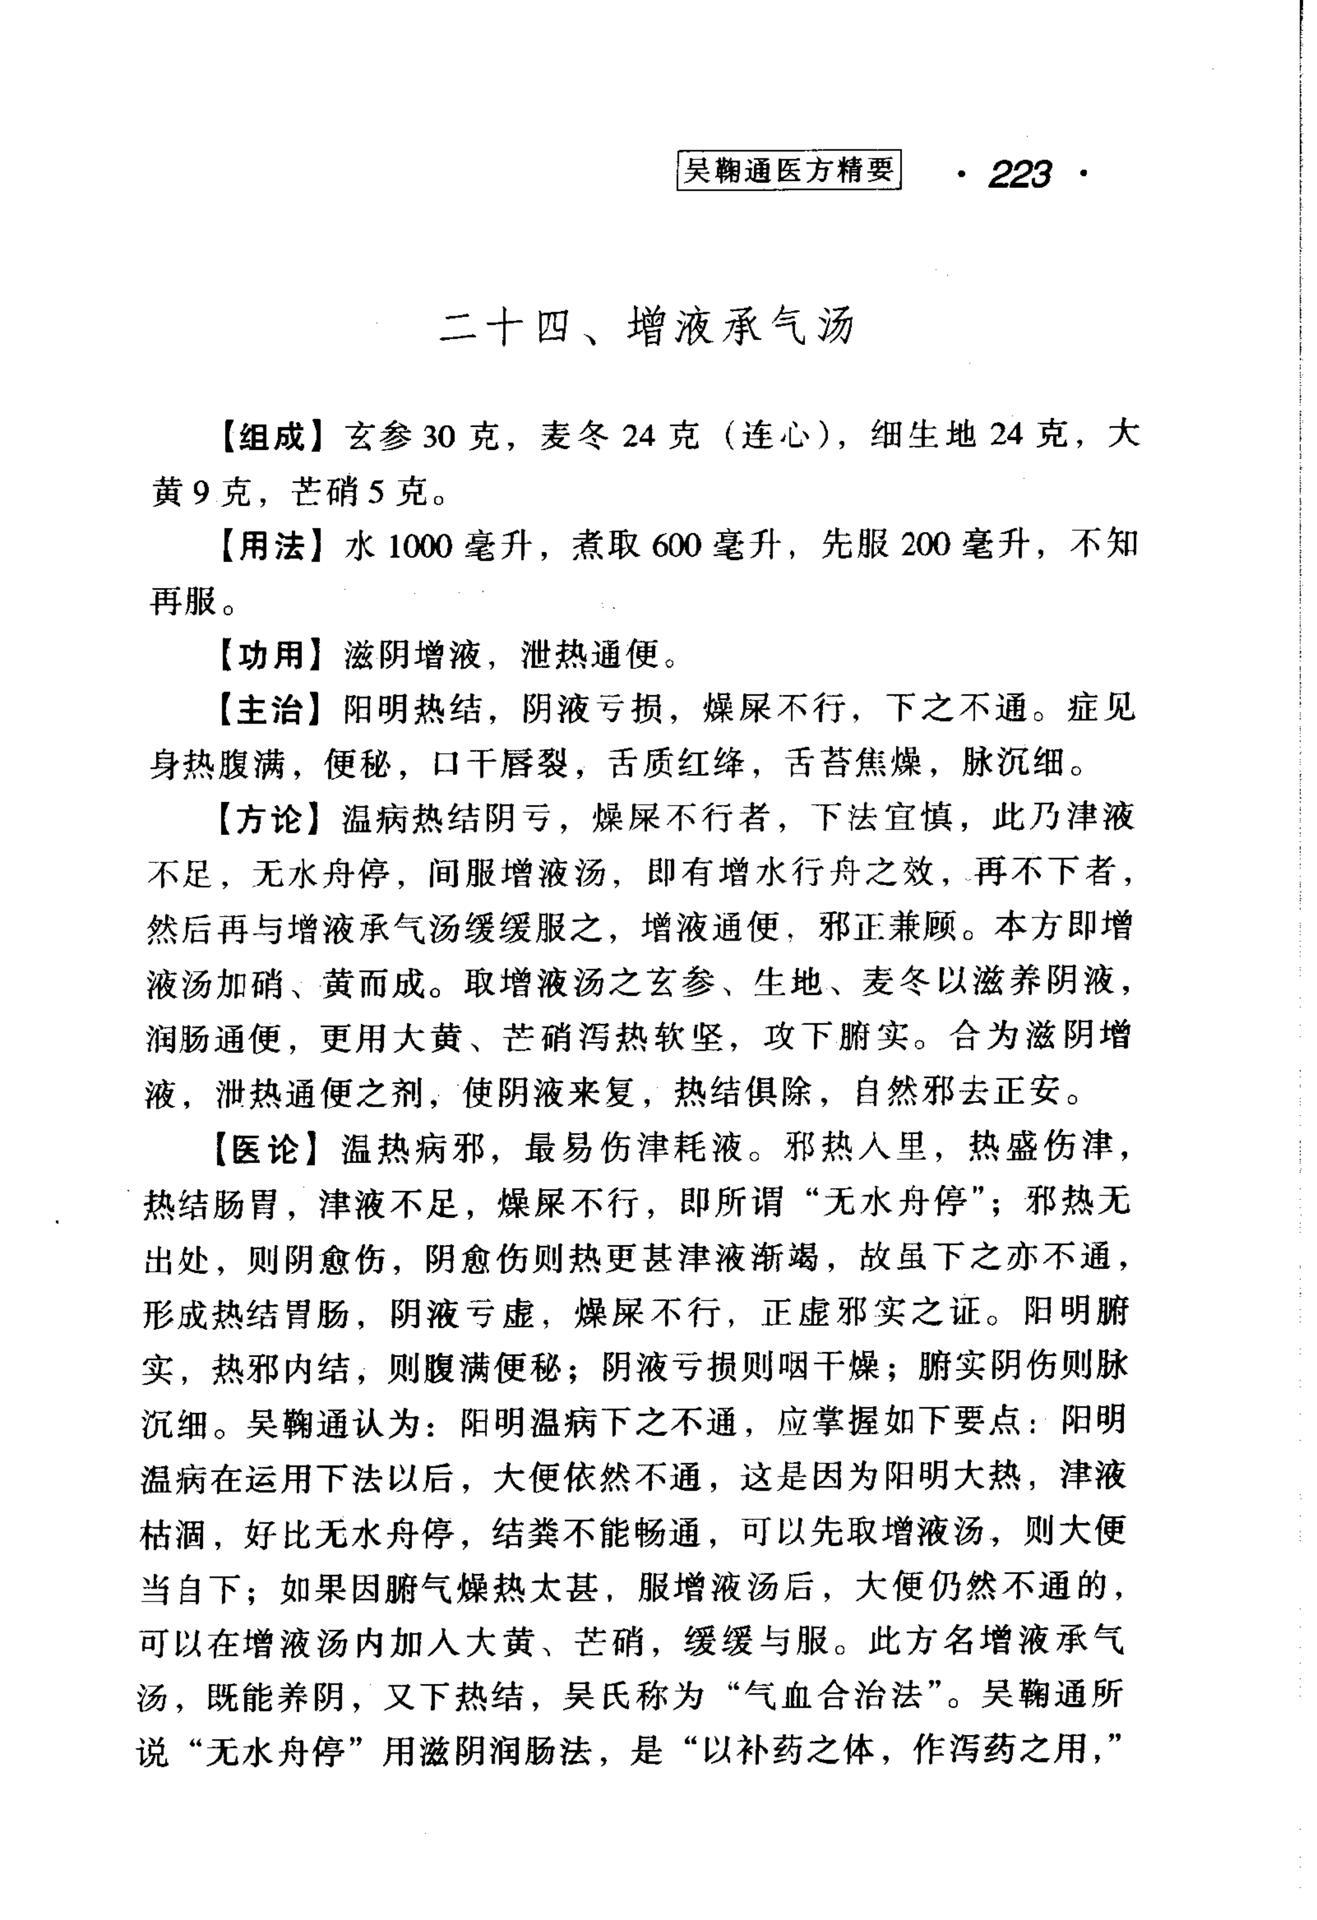 吴鞠通医方精要 ·223·
二十四、增液承气汤
【组成】玄参30克，麦冬24克（连心），细生地24克，大
黄9克，芒硝5克。
【用法】水1000毫升，煮取600毫升，先服200毫升，不知
再服。
【功用】滋阴增液，泄热通便。
【主治】阳明热结，阴液亏损，燥屎不行，下之不通。症见
身热腹满，便秘，口干唇裂，舌质红绛，舌苔焦燥，脉沉细。
【方论】温病热结阴亏，燥屎不行者，下法宜慎，此乃津液
不足，无水舟停，间服增液汤，即有增水行舟之效，再不下者，
然后再与增液承气汤缓缓服之，增液通便，邪正兼顾。本方即增
液汤加硝、黄而成。取增液汤之玄参、生地、麦冬以滋养阴液，
润肠通便，更用大黄、芒硝泻热软坚，攻下腑实。合为滋阴增
液，泄热通便之剂，使阴液来复，热结俱除，自然邪去正安。
【医论】温热病邪，最易伤津耗液。邪热入里，热盛伤津，
热结肠胃，津液不足，燥屎不行，即所谓“无水舟停”；邪热无
出处，则阴愈伤，阴愈伤则热更甚津液渐竭，故虽下之亦不通，
形成热结胃肠，阴液亏虚，燥屎不行，正虚邪实之证。阳明腑
实，热邪内结，则腹满便秘；阴液亏损则咽干燥；腑实阴伤则脉
沉细。吴鞠通认为：阳明温病下之不通，应掌握如下要点：阳明
温病在运用下法以后，大便依然不通，这是因为阳明大热，津液
枯涸，好比无水舟停，结粪不能畅通，可以先取增液汤，则大便
当自下；如果因腑气燥热太甚，服增液汤后，大便仍然不通的，
可以在增液汤内加入大黄、芒硝，缓缓与服。此方名增液承气
汤，既能养阴，又下热结，吴氏称为“气血合治法”。吴鞠通所
说“无水舟停”用滋阴润肠法，是“以补药之体，作泻药之用，”